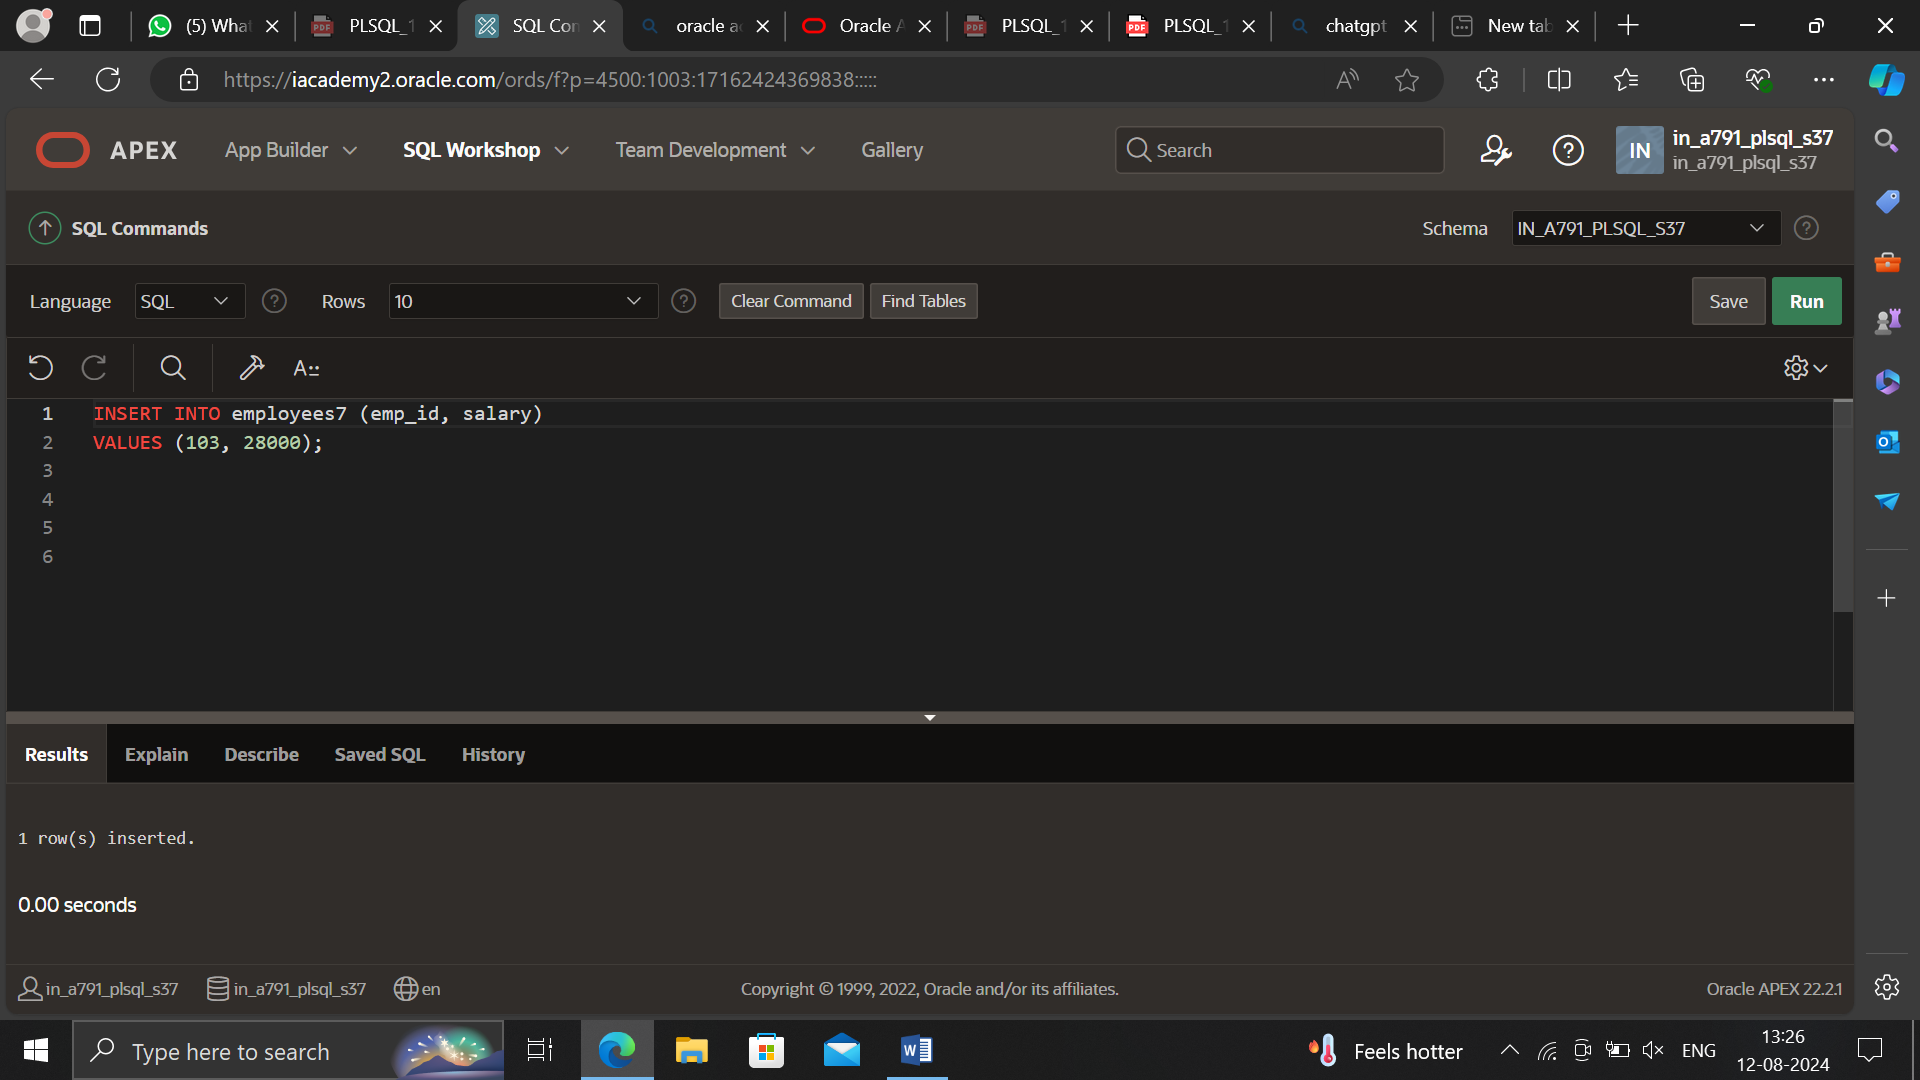 (5) What
PLSQL_1
SQL Con
oracle a
Oracle A
PLSQL_1
PLSQL_1
chatgpt
New tab
https://iacademy2.oracle.com/ords/f?p=4500:1003:17162424369838:::::
APEX
App Builder
SQL Workshop
Team Development
Gallery
Search
IN
in_a791_plsql_s37
in_a791_plsql_s37
SQL Commands
Schema
IN_A791_PLSQL_S37
Language
SQL
Rows
10
Clear Command
Find Tables
Save
Run
1 INSERT INTO employees7 (emp_id, salary)
2 VALUES (103, 28000);
3
4
5
6
Results
Explain
Describe
Saved SQL
History
1 row(s) inserted.
0.00 seconds
in_a791_plsql_s37
in_a791_plsql_s37
en
Copyright © 1999, 2022, Oracle and/or its affiliates.
Oracle APEX 22.2.1
Type here to search
Feels hotter
ENG
13:26
12-08-2024